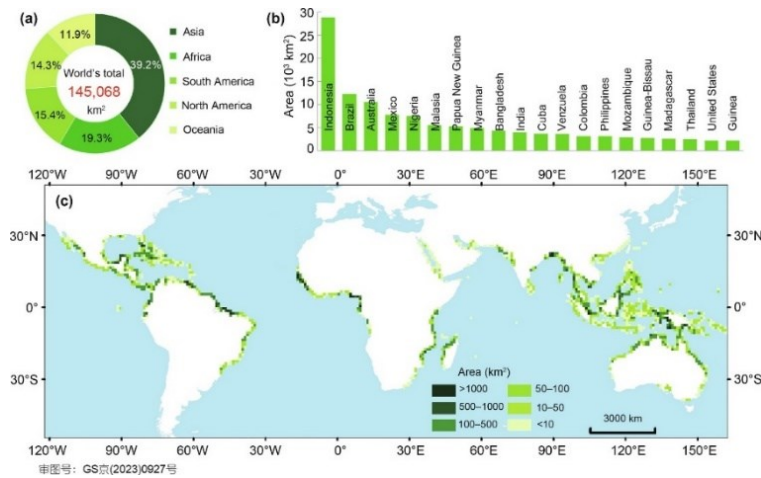 (a)
11.9%
14.3%
39.2%
15.4%
19.3%
World's total
145,068
km²
Asia
Africa
South America
North America
Oceania
(b)
Area (10³ km²)
30
25
20
15
10
5
0
Indonesia
Brazil
Australia
Mexico
Nigeria
Malasia
Papua New Guinea
Myanmar
Bangladesh
India
Cuba
Venzuela
Colombia
Philippines
Mozambique
Guinea-Bissau
Madagascar
Thailand
United States
Guinea
120°W 90°W 60°W 30°W 0° 30°E 60°E 90°E 120°E 150°E
(c)
30°N 30°N
0° 0°
30°S 30°S
Area (km²)
>1000 50–100
500–1000 10–50
100–500 <10
3000 km
120°W 90°W 60°W 30°W 0° 30°E 60°E 90°E 120°E 150°E
审图号：GS京(2023)0927号